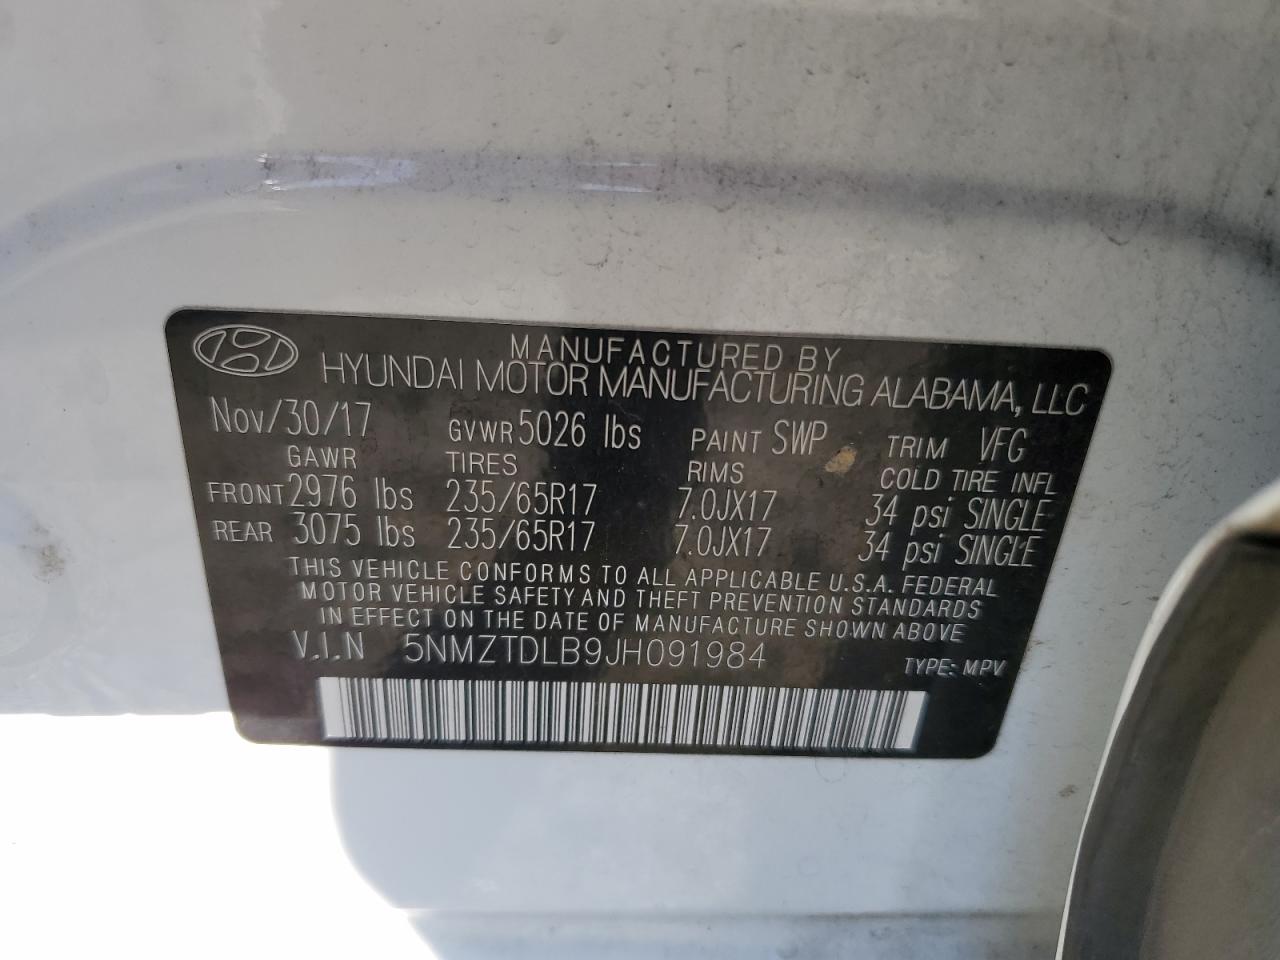 MANUFACTURED BY
HYUNDAI MOTOR MANUFACTURING ALABAMA, LLC
Nov/30/17 GVWR 5026 lbs PAINT SWP TRIM VFG
GAWR TIRES RIMS COLD TIRE INFL
FRONT 2976 lbs 235/65R17 7.0JX17 34 psi SINGLE
REAR 3075 lbs 235/65R17 7.0JX17 34 psi SINGLE
THIS VEHICLE CONFORMS TO ALL APPLICABLE U.S.A. FEDERAL
MOTOR VEHICLE SAFETY AND THEFT PREVENTION STANDARDS
IN EFFECT ON THE DATE OF MANUFACTURE SHOWN ABOVE
V.I.N 5NMZTDLB9JH091984 TYPE: MPV